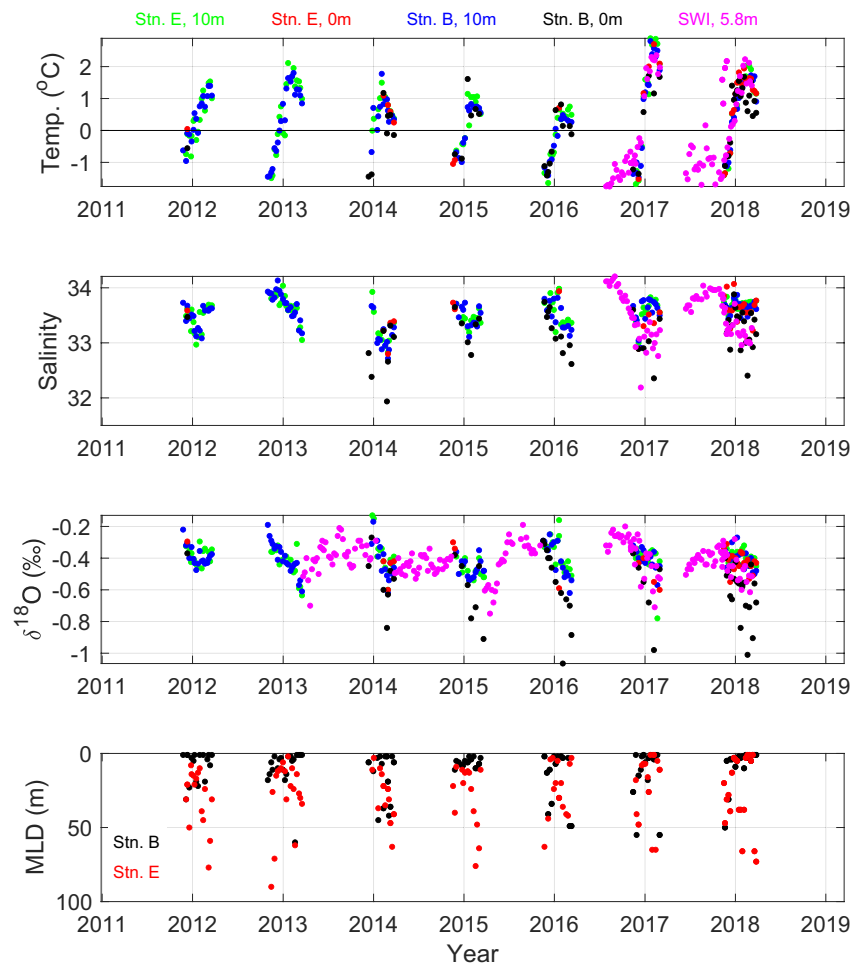 Stn. E, 10m Stn. E, 0m Stn. B, 10m Stn. B, 0m SWI, 5.8m
Temp. (°C)
2
1
0
-1
2011 2012 2013 2014 2015 2016 2017 2018 2019
Salinity
34
33
32
2011 2012 2013 2014 2015 2016 2017 2018 2019
δ¹⁸O (‰)
-0.2
-0.4
-0.6
-0.8
-1
2011 2012 2013 2014 2015 2016 2017 2018 2019
MLD (m)
0
50
100
Stn. B
Stn. E
2011 2012 2013 2014 2015 2016 2017 2018 2019
Year